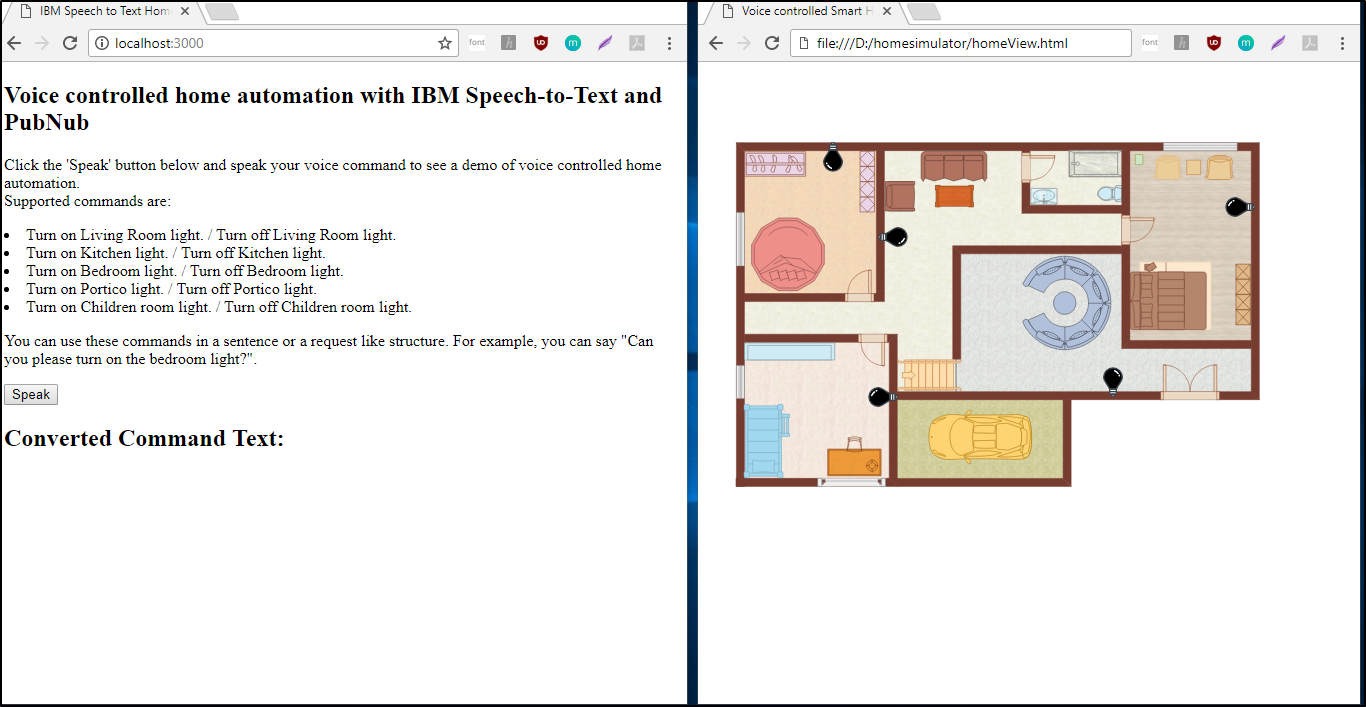 IBM Speech to Text Hom
localhost:3000
font
h
UD
m
Voice controlled home automation with IBM Speech-to-Text and
PubNub
Click the 'Speak' button below and speak your voice command to see a demo of voice controlled home
automation.
Supported commands are:
Turn on Living Room light. / Turn off Living Room light.
Turn on Kitchen light. / Turn off Kitchen light.
Turn on Bedroom light. / Turn off Bedroom light.
Turn on Portico light. / Turn off Portico light.
Turn on Children room light. / Turn off Children room light.
You can use these commands in a sentence or a request like structure. For example, you can say "Can
you please turn on the bedroom light?".
Speak
Converted Command Text:
Voice controlled Smart H
file:///D:/homesimulator/homeView.html
font
h
UD
m